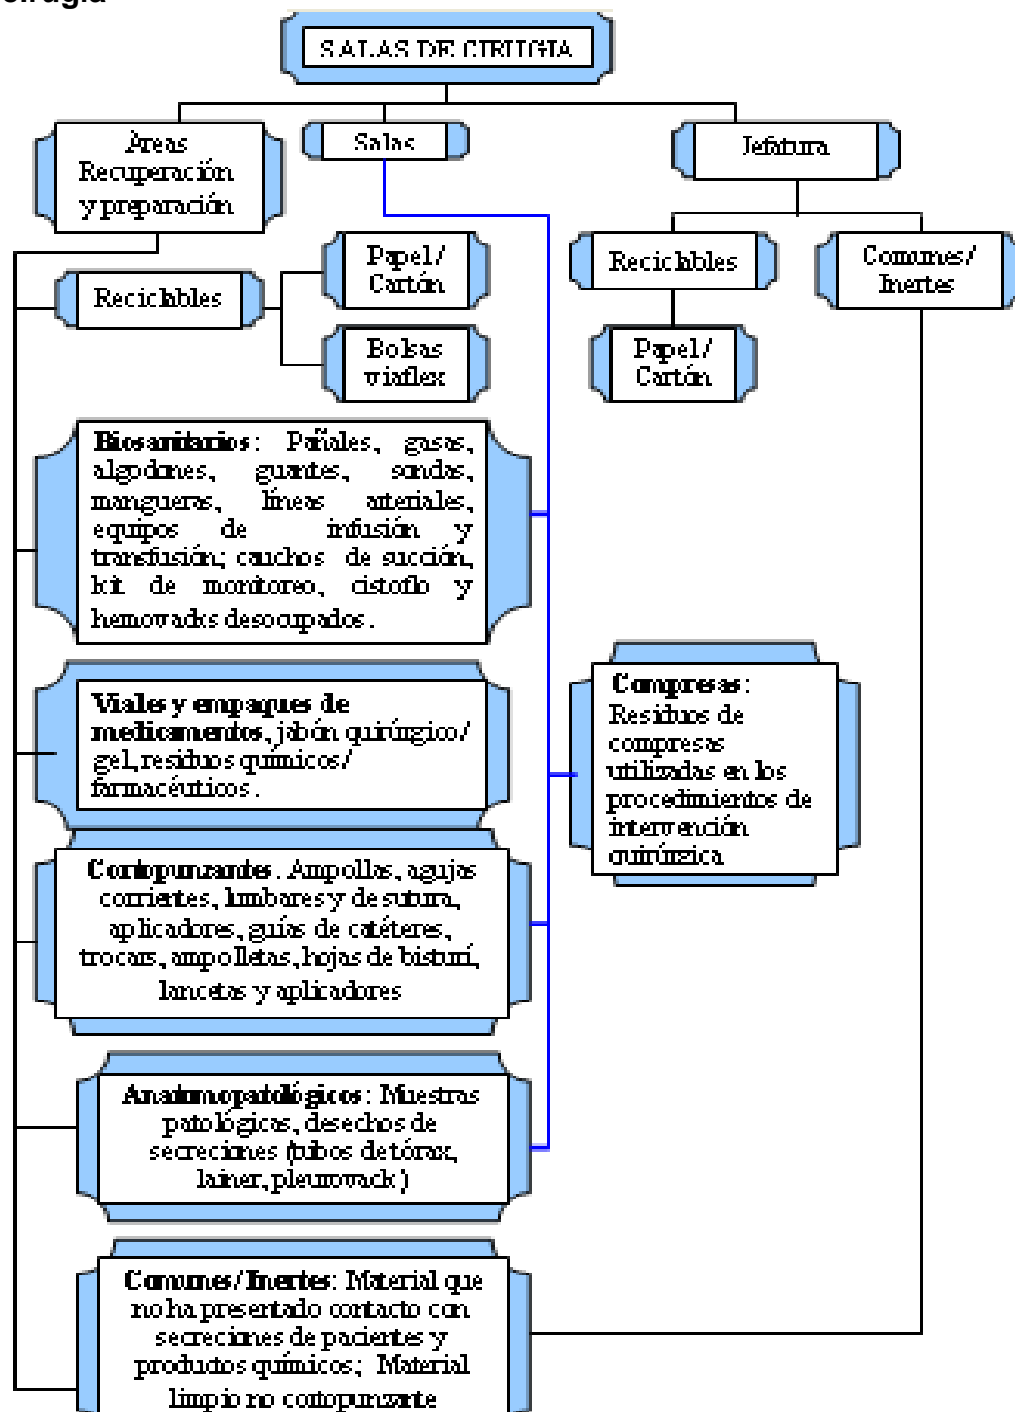 cirugía
SALAS DE CIRUGIA
Áreas
Recuperación
y preparación
Salas
Jefatura
Reciclables
Papel/
Cartón
Bolsas
viaflex
Reciclables
Comunes/
Inertes
Papel/
Cartón
Biosanitarios: Pañales, gasas,
algodones, guantes, sondas,
mangueras, líneas arteriales,
equipos de infusión y
transfusión; cauchos de succión,
kit de monitoreo, cistoflo y
hemovacks desocupados.
Viales y empaques de
medicamentos, jabón quirúrgico/
gel, residuos químicos/
farmacéuticos.
Compresas:
Residuos de
compresas
utilizadas en los
procedimientos de
intervención
quirúrgica
Cortopunzantes. Ampollas, agujas
corrientes, lumbares y de sutura,
aplicadores, guías de catéteres,
trocars, ampolletas, hojas de bisturí,
lancetas y aplicadores
Anatomopatológicos: Muestras
patológicas, desechos de
secreciones (tubos de tórax,
lainer, pleurovack)
Comunes/Inertes: Material que
no ha presentado contacto con
secreciones de pacientes y
productos químicos; Material
limpio no cortopunzante